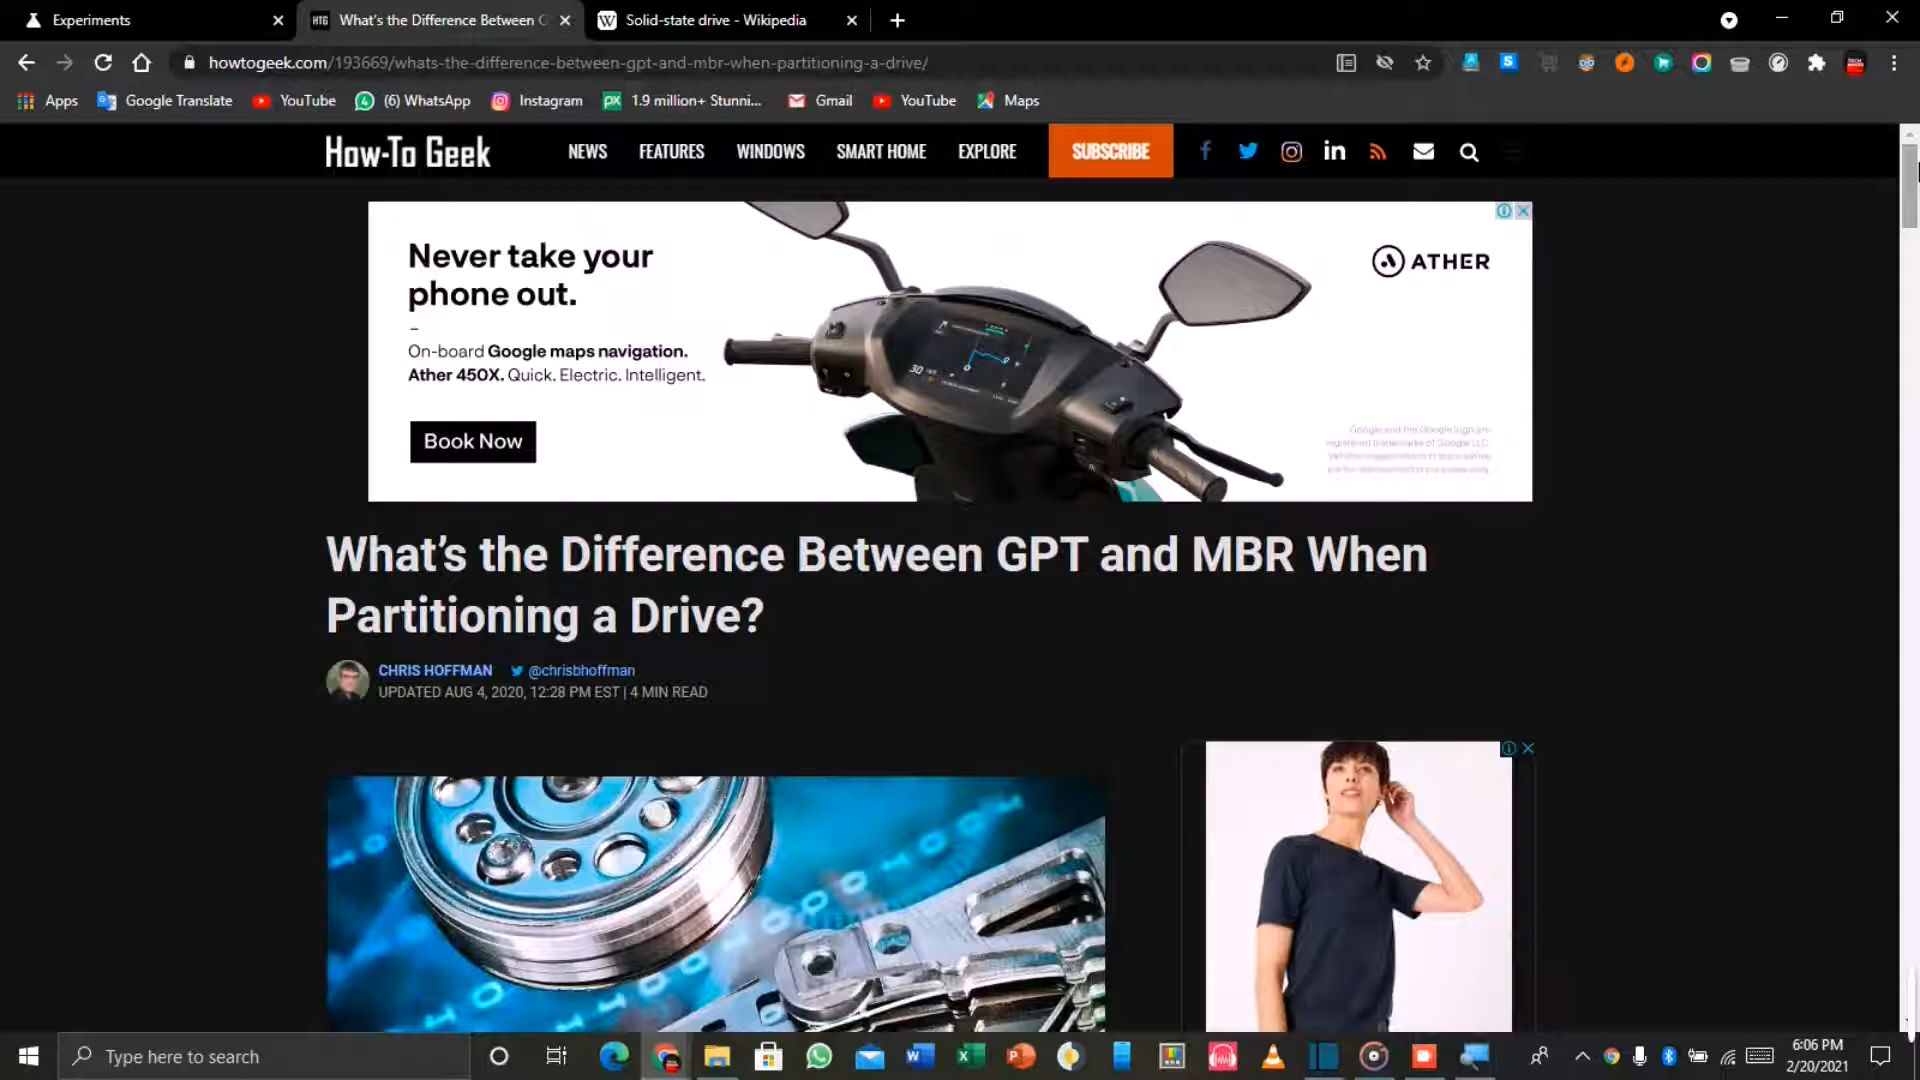 Experiments
HTG What's the Difference Between G
W Solid-state drive - Wikipedia
howtogeek.com/193669/whats-the-difference-between-gpt-and-mbr-when-partitioning-a-drive/
Apps
Google Translate
YouTube
(6) WhatsApp
Instagram
px 1.9 million+ Stunni...
Gmail
YouTube
Maps
How-To Geek
NEWS
FEATURES
WINDOWS
SMART HOME
EXPLORE
SUBSCRIBE
Never take your
phone out.
–
On-board Google maps navigation.
Ather 450X. Quick. Electric. Intelligent.
Book Now
ATHER
What's the Difference Between GPT and MBR When
Partitioning a Drive?
CHRIS HOFFMAN @chrisbhoffman
UPDATED AUG 4, 2020, 12:28 PM EST | 4 MIN READ
Type here to search
6:06 PM
2/20/2021